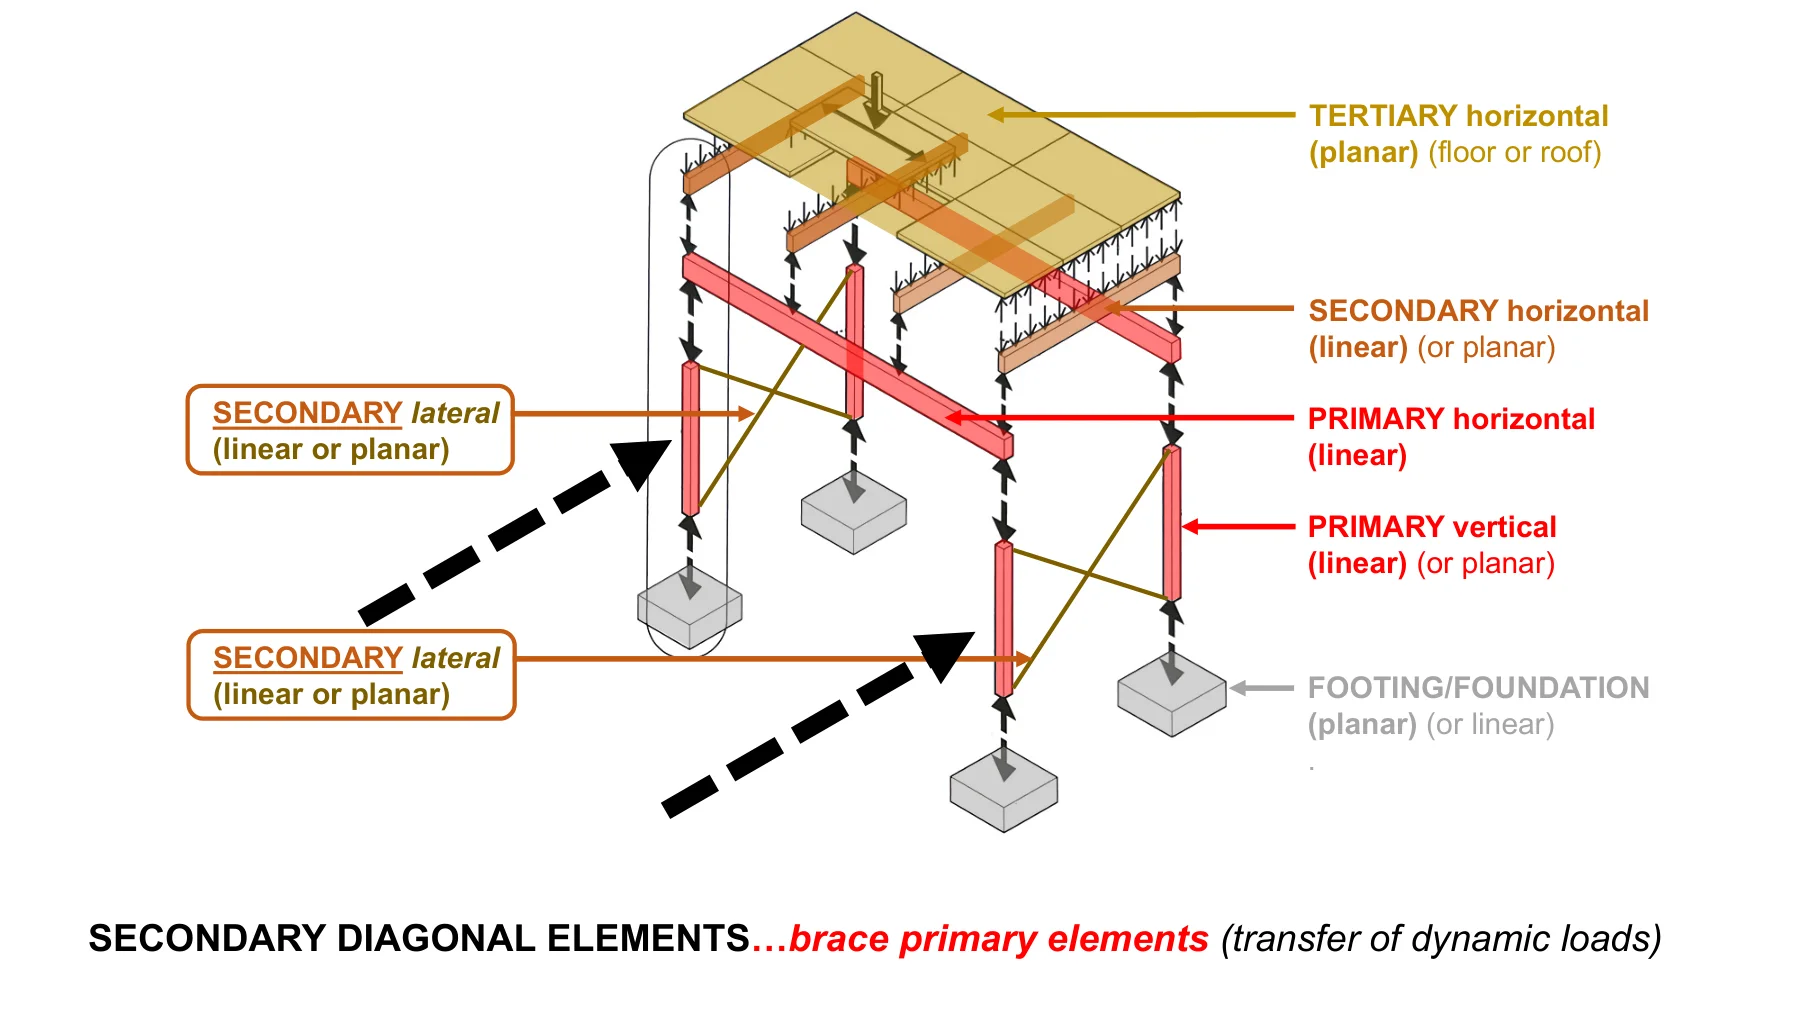 TERTIARY horizontal
(planar) (floor or roof)
SECONDARY horizontal
(linear) (or planar)
SECONDARY lateral
(linear or planar)
PRIMARY horizontal
(linear)
PRIMARY vertical
(linear) (or planar)
SECONDARY lateral
(linear or planar)
FOOTING/FOUNDATION
(planar) (or linear)
.
SECONDARY DIAGONAL ELEMENTS…brace primary elements (transfer of dynamic loads)